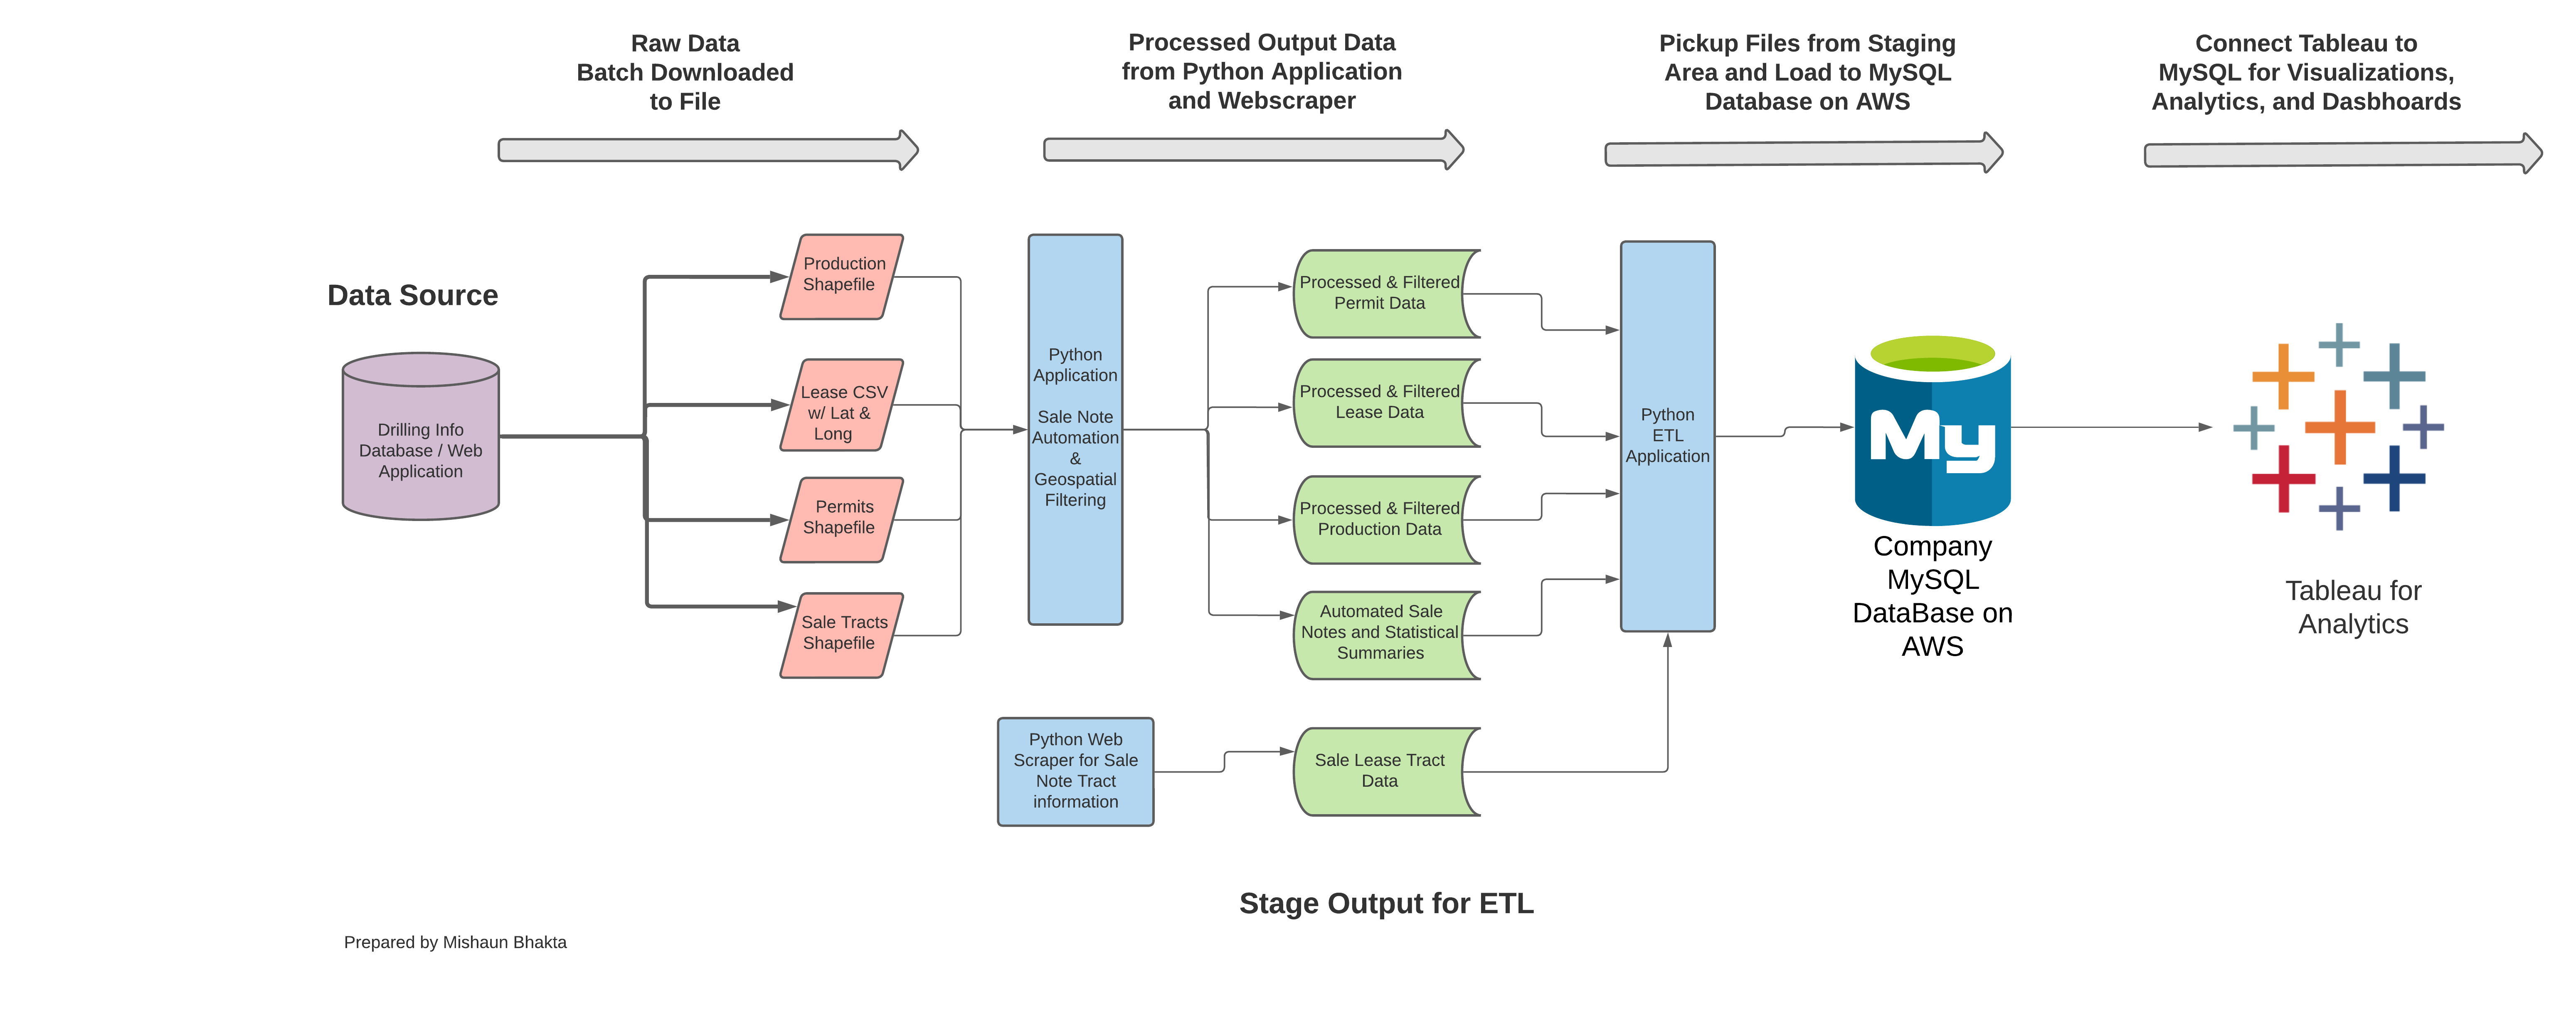 Raw Data
Batch Downloaded
to File
Processed Output Data
from Python Application
and Webscraper
Pickup Files from Staging
Area and Load to MySQL
Database on AWS
Connect Tableau to
MySQL for Visualizations,
Analytics, and Dasbhoards
Data Source
Drilling Info
Database / Web
Application
Production
Shapefile
Lease CSV
w/ Lat &
Long
Permits
Shapefile
Sale Tracts
Shapefile
Python
Application
Sale Note
Automation
&
Geospatial
Filtering
Python Web
Scraper for Sale
Note Tract
information
Processed & Filtered
Permit Data
Processed & Filtered
Lease Data
Processed & Filtered
Production Data
Automated Sale
Notes and Statistical
Summaries
Sale Lease Tract
Data
Python
ETL
Application
My
Company
MySQL
DataBase on
AWS
Tableau for
Analytics
Stage Output for ETL
Prepared by Mishaun Bhakta